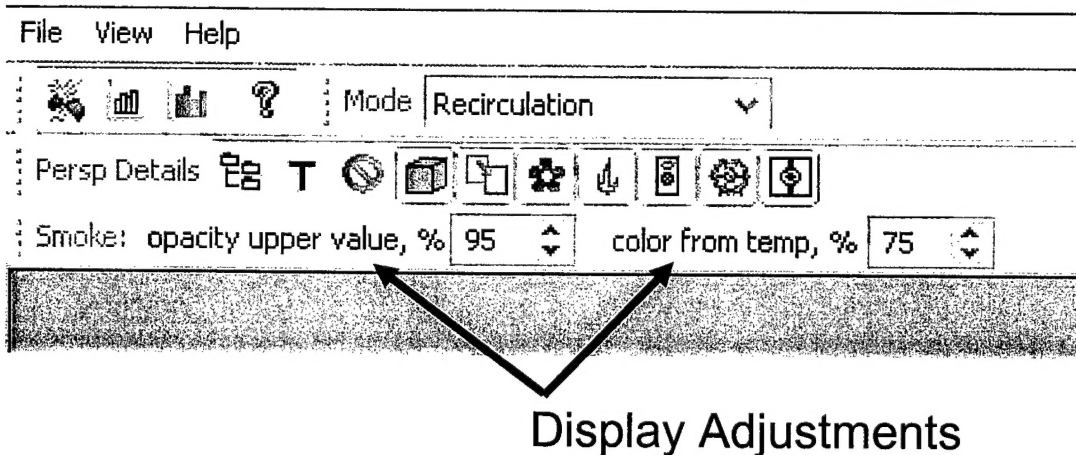 File View Help
Mode Recirculation
Persp Details T
Smoke: opacity upper value, % 95 color from temp, % 75
Display Adjustments